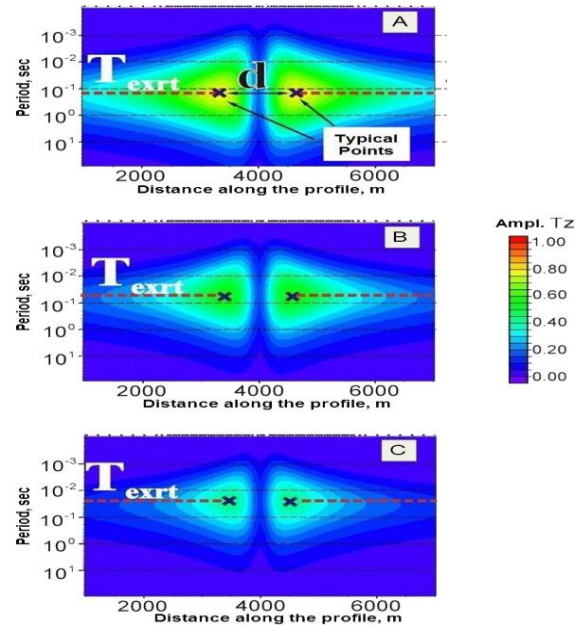 A
10⁻³
10⁻²
10⁻¹
10⁰
10¹
Period, sec
T exrt
d
Typical
Points
2000 4000 6000
Distance along the profile, m
B
10⁻³
10⁻²
10⁻¹
10⁰
10¹
Period, sec
T exrt
2000 4000 6000
Distance along the profile, m
Ampl. Tz
1.00
0.80
0.60
0.40
0.20
0.00
C
10⁻³
10⁻²
10⁻¹
10⁰
10¹
Period, sec
T exrt
2000 4000 6000
Distance along the profile, m